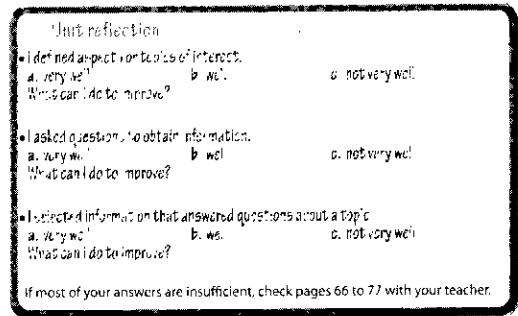 Unit reflection
• I defined aspects or topics of interest.
a. very well b. well. c. not very well.
What can I do to improve?
• I asked questions to obtain information.
a. very well b. well c. not very well.
What can I do to improve?
• I selected information that answered questions about a topic
a. very well b. well. c. not very well
What can I do to improve?
If most of your answers are insufficient, check pages 66 to 77 with your teacher.